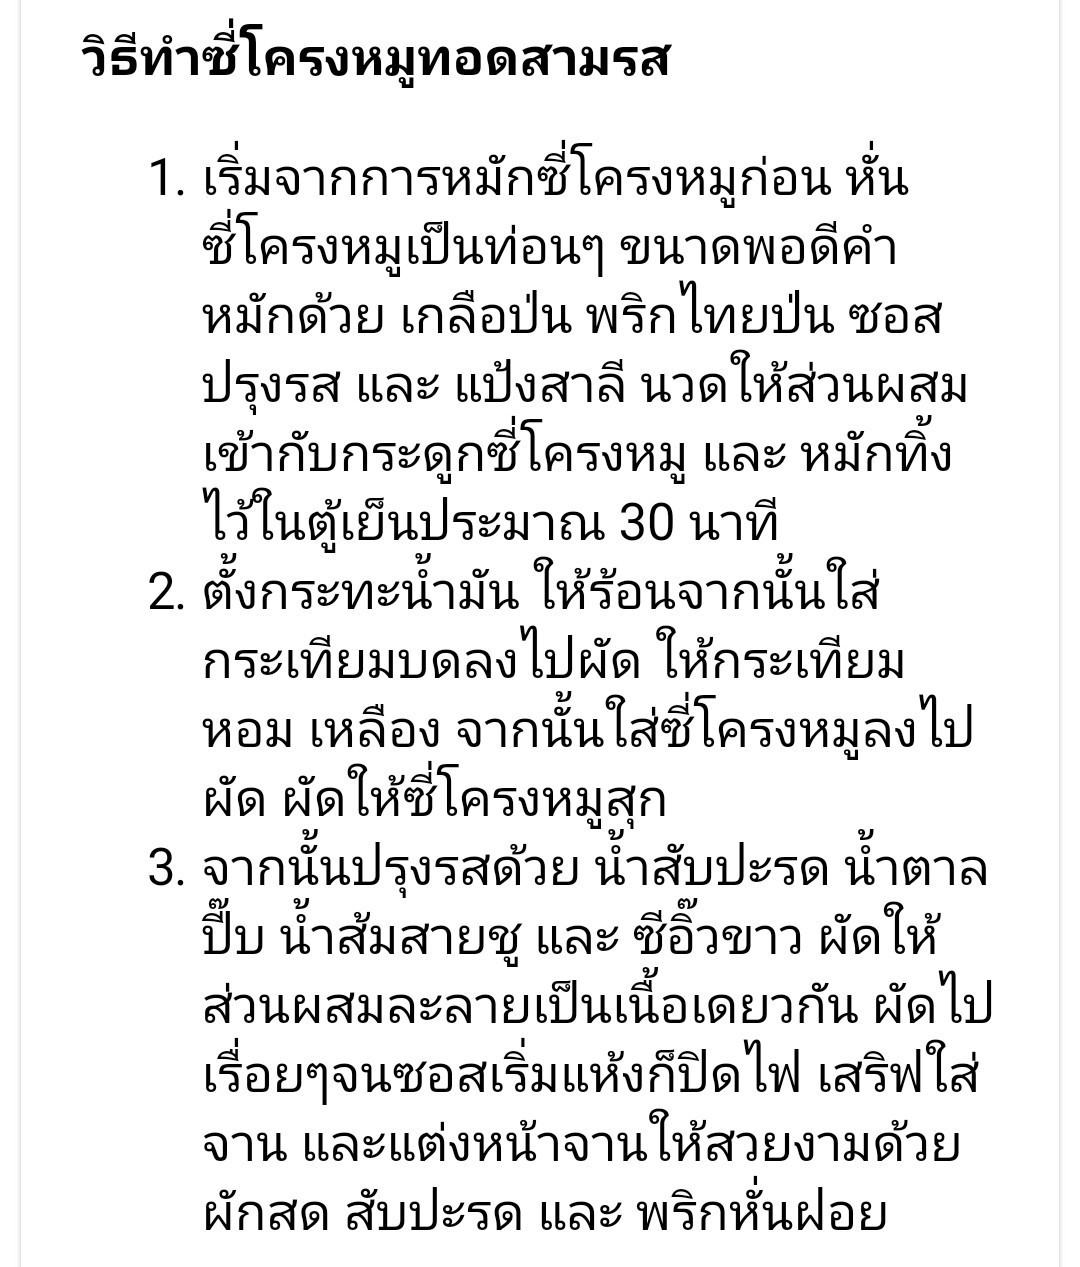 วิธีทำซี่โครงหมูทอดสามรส
1. เริ่มจากการหมักซี่โครงหมูก่อน หั่น
ซี่โครงหมูเป็นท่อนๆ ขนาดพอดีคำ
หมักด้วย เกลือป่น พริกไทยป่น ซอส
ปรุงรส และ แป้งสาลี นวดให้ส่วนผสม
เข้ากับกระดูกซี่โครงหมู และ หมักทิ้ง
ไว้ในตู้เย็นประมาณ 30 นาที
2. ตั้งกระทะน้ำมัน ให้ร้อนจากนั้นใส่
กระเทียมบดลงไปผัด ให้กระเทียม
หอม เหลือง จากนั้นใส่ซี่โครงหมูลงไป
ผัด ผัดให้ซี่โครงหมูสุก
3. จากนั้นปรุงรสด้วย น้ำสับปะรด น้ำตาล
ปี๊บ น้ำส้มสายชู และ ซีอิ๊วขาว ผัดให้
ส่วนผสมละลายเป็นเนื้อเดยวกัน ผัดไป
เรื่อยๆจนซอสเริ่มแห้งก็ปิดไฟ เสริฟใส่
จาน และแต่งหน้าจานให้สวยงามด้วย
ผักสด สับปะรด และ พริกหั่นฝอย